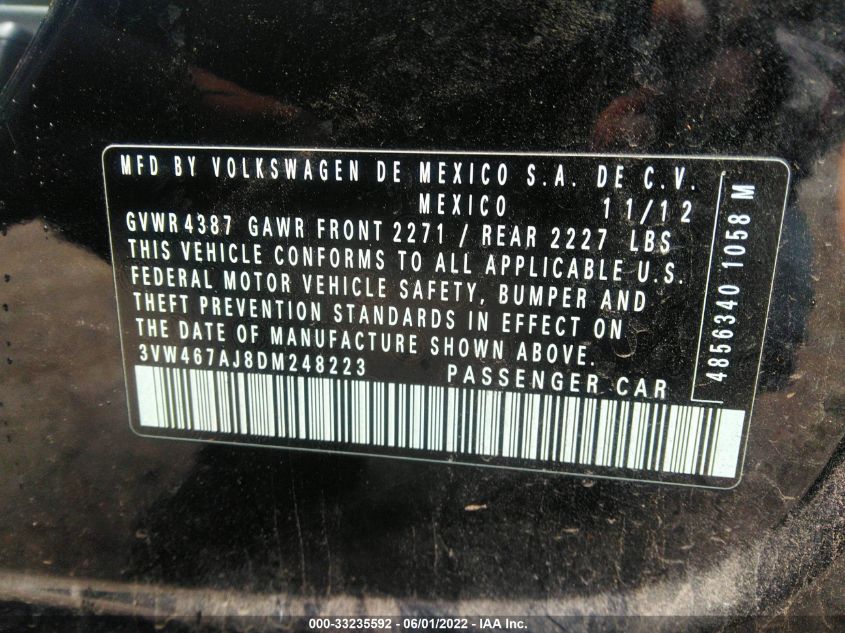 MFD BY VOLKSWAGEN DE MEXICO S.A. DE C.V.
MEXICO 11/12
GVWR 4387 GAWR FRONT 2271 / REAR 2227 LBS
THIS VEHICLE CONFORMS TO ALL APPLICABLE U.S.
FEDERAL MOTOR VEHICLE SAFETY, BUMPER AND
THEFT PREVENTION STANDARDS IN EFFECT ON
THE DATE OF MANUFACTURE SHOWN ABOVE.
3VW467AJ8DM248223 PASSENGER CAR
4856340 1058 M
000-33235592 - 06/01/2022 - IAA Inc.